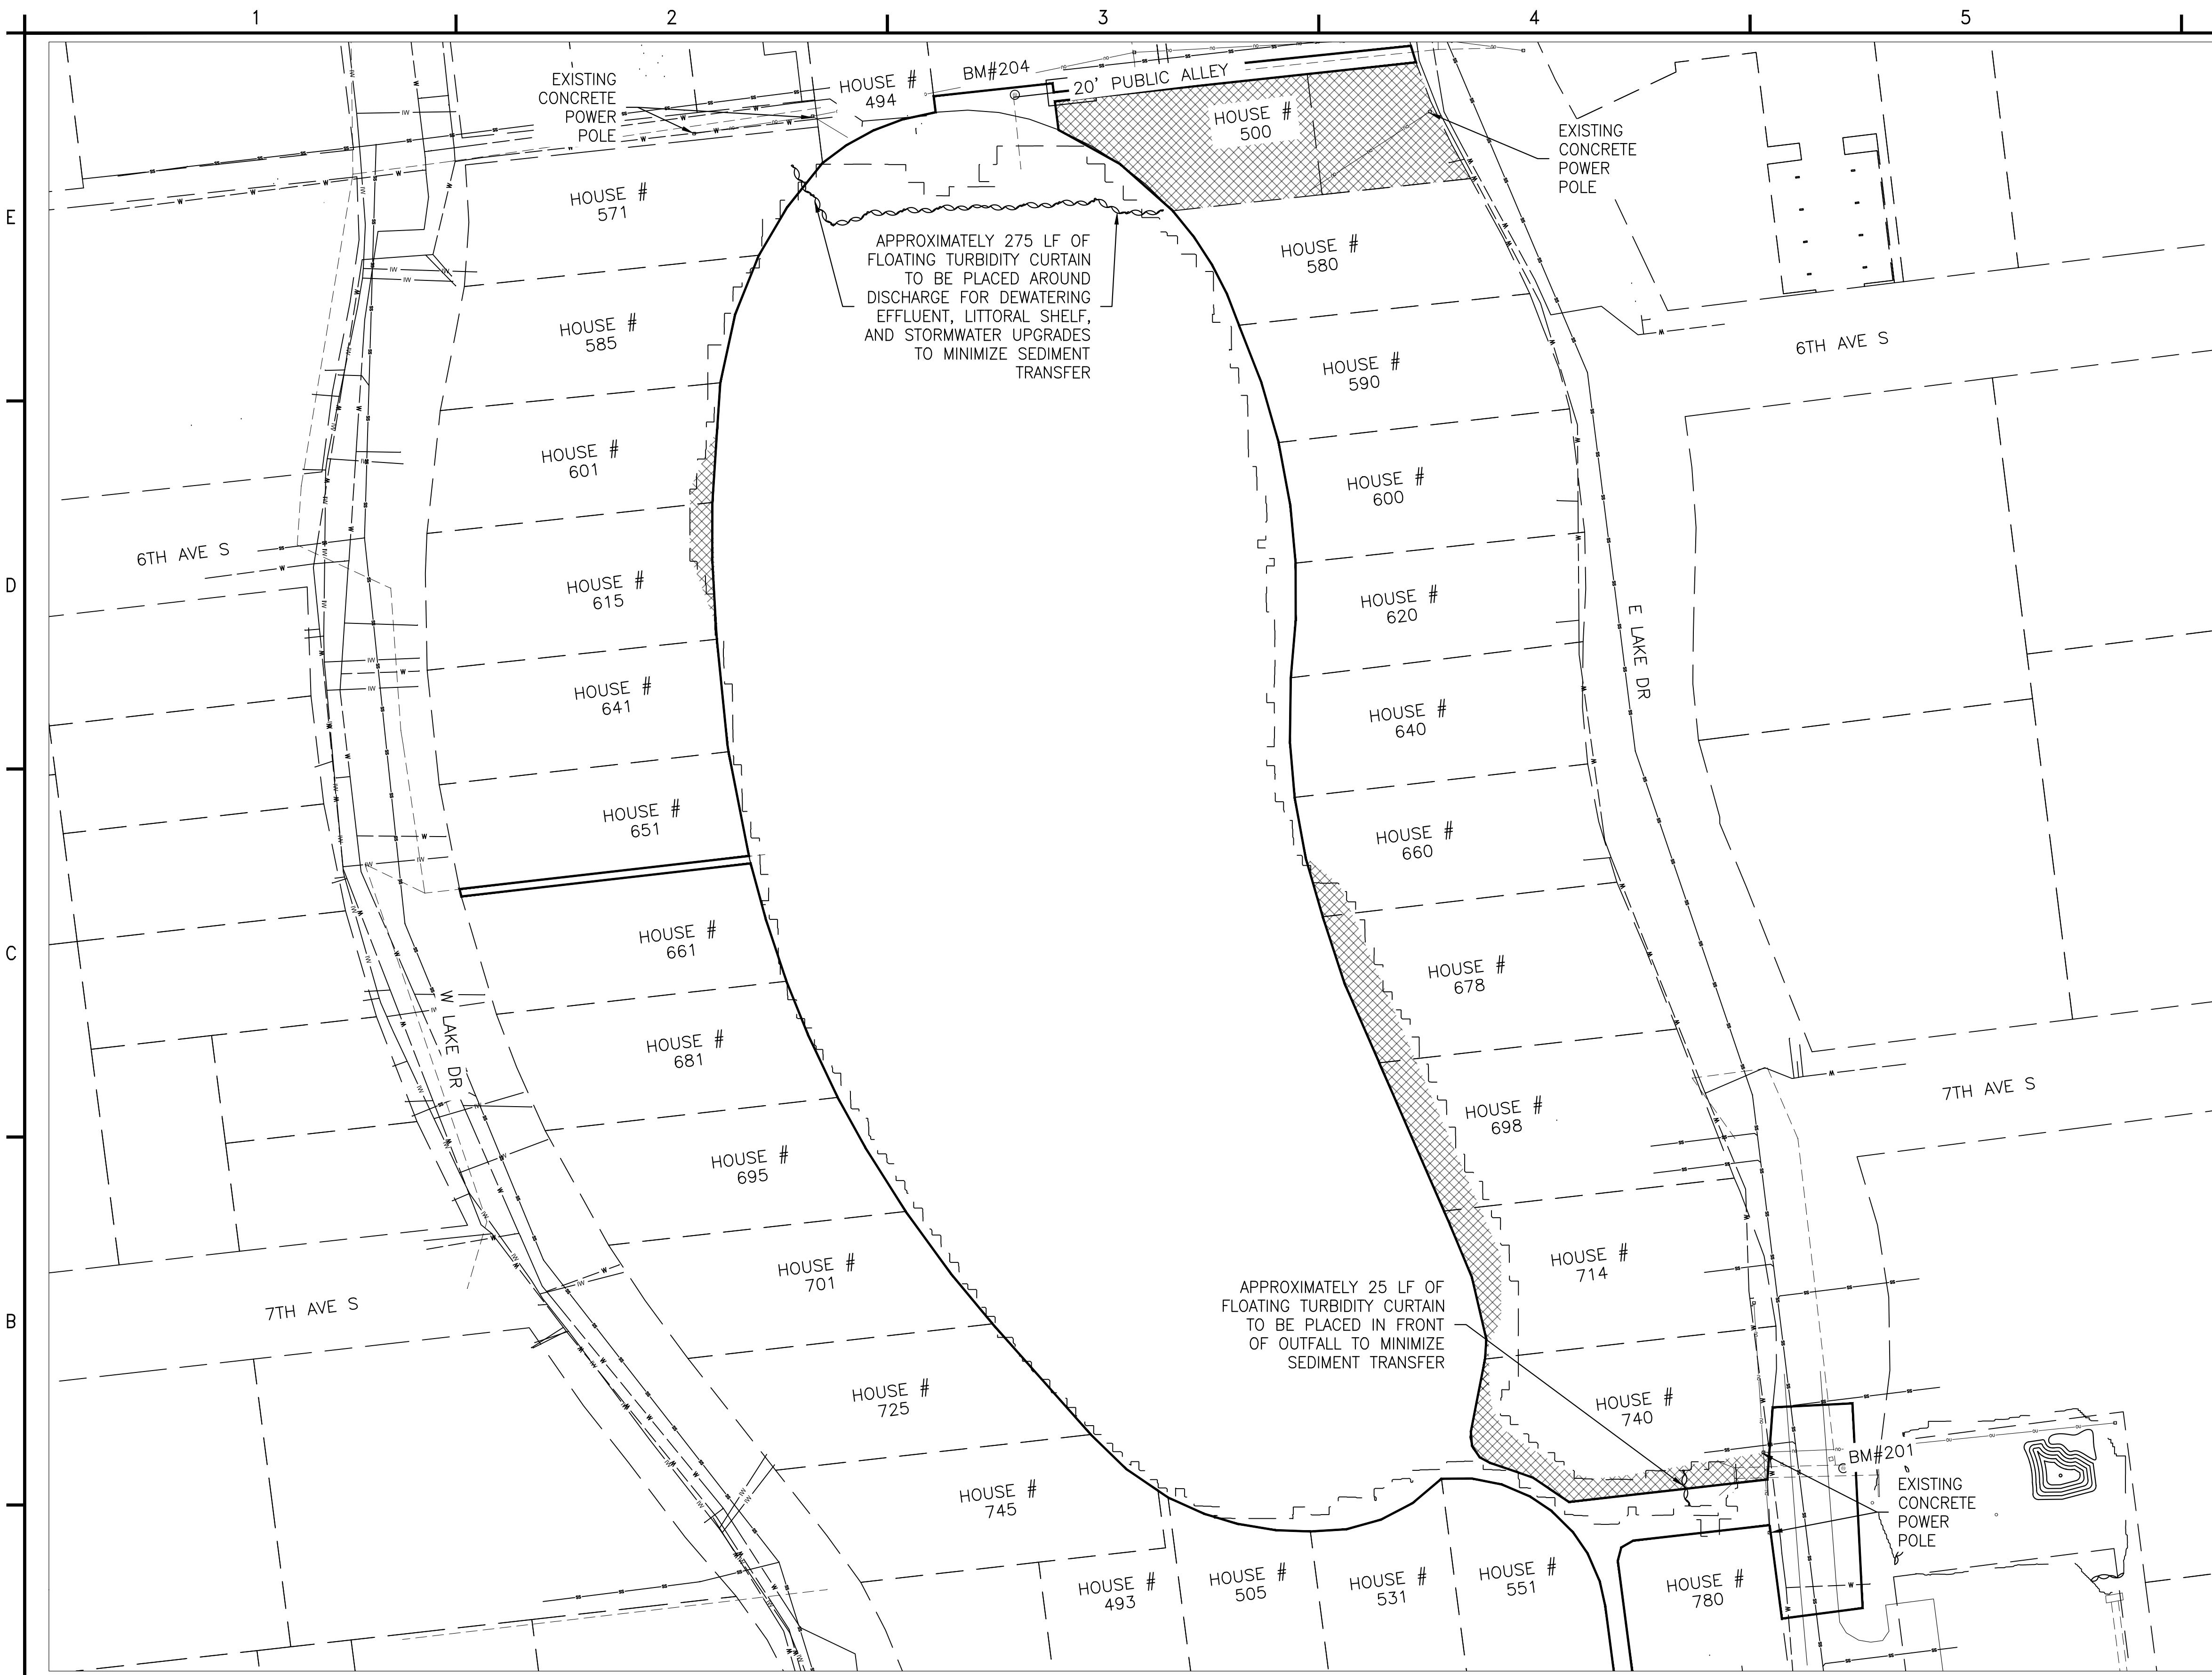 1
2
3
4
5
E
D
C
B
EXISTING
CONCRETE
POWER
POLE
HOUSE #
494
BM#204
20' PUBLIC ALLEY
HOUSE #
500
EXISTING
CONCRETE
POWER
POLE
HOUSE #
571
APPROXIMATELY 275 LF OF
FLOATING TURBIDITY CURTAIN
TO BE PLACED AROUND
DISCHARGE FOR DEWATERING
EFFLUENT, LITTORAL SHELF,
AND STORMWATER UPGRADES
TO MINIMIZE SEDIMENT
TRANSFER
HOUSE #
580
HOUSE #
585
6TH AVE S
HOUSE #
590
HOUSE #
601
HOUSE #
600
6TH AVE S
HOUSE #
615
HOUSE #
620
E LAKE DR
HOUSE #
641
HOUSE #
640
HOUSE #
651
HOUSE #
660
HOUSE #
661
HOUSE #
678
W LAKE DR
HOUSE #
681
HOUSE #
698
7TH AVE S
HOUSE #
695
HOUSE #
701
HOUSE #
714
7TH AVE S
APPROXIMATELY 25 LF OF
FLOATING TURBIDITY CURTAIN
TO BE PLACED IN FRONT
OF OUTFALL TO MINIMIZE
SEDIMENT TRANSFER
HOUSE #
725
HOUSE #
740
BM#201
EXISTING
CONCRETE
POWER
POLE
HOUSE #
745
HOUSE #
493
HOUSE #
505
HOUSE #
531
HOUSE #
551
HOUSE #
780